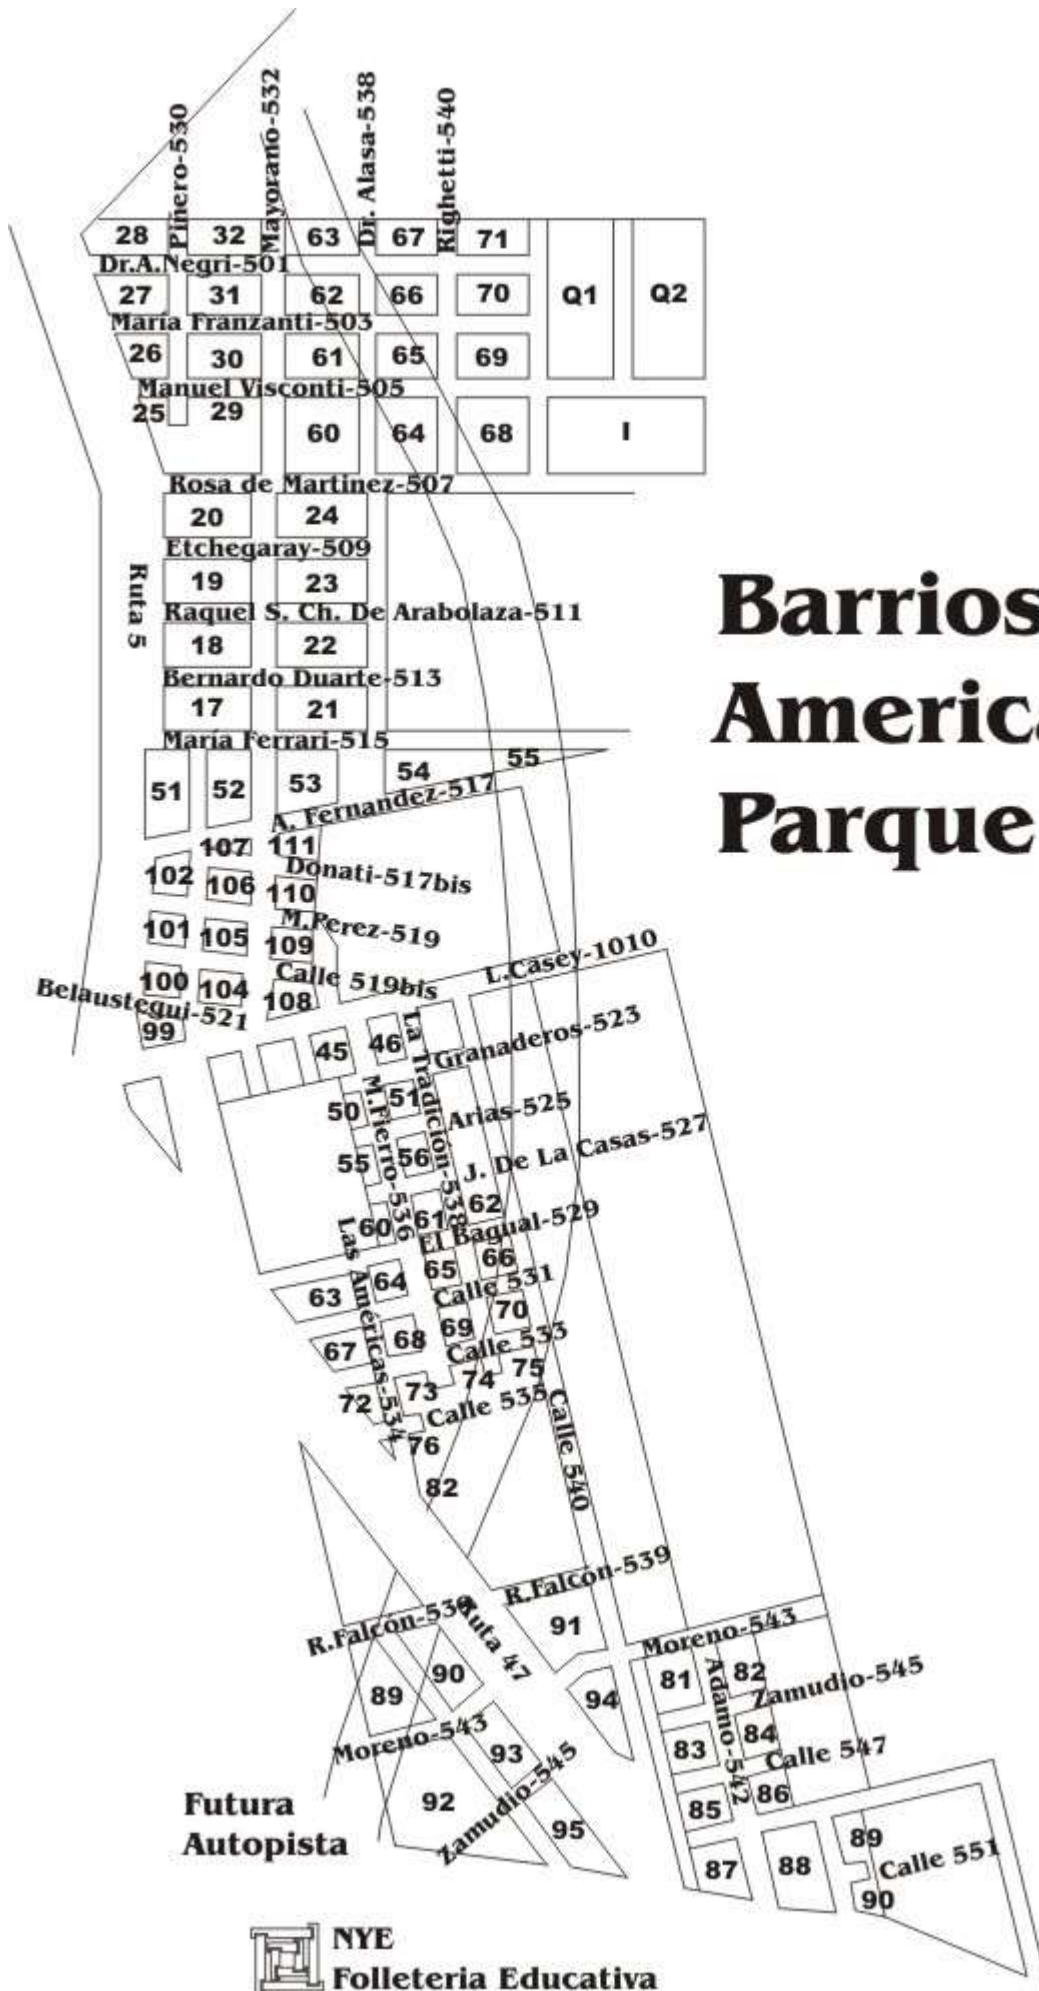 Piñero-530
Mayorano-532
Dr. Alasa-538
Righetti-540
28
32
63
67
71
Dr.A.Negri-501
27
31
62
66
70
Q1
Q2
María Franzanti-503
26
30
61
65
69
Manuel Visconti-505
25
29
60
64
68
I
Rosa de Martinez-507
20
24
Etchegaray-509
19
23
Ruta 5
Raquel S. Ch. De Arabolaza-511
18
22
Bernardo Duarte-513
17
21
María Ferrari-515
Barrios
America
Parque
51
52
53
54
55
A. Fernandez-517
107
111
Donati-517bis
102
106
110
M.Perez-519
101
105
109
Calle 519bis
L.Casey-1010
100
104
108
Belaustegui-521
99
45
46
La Tradición-538
Granaderos-523
50
51
M.Fierro-536
Arias-525
55
56
J. De La Casas-527
60
61
62
El Bagual-529
Las Américas-534
63
64
65
66
Calle 531
67
68
69
70
Calle 533
72
73
74
75
Calle 535
76
82
Calle 540
R.Falcón-539
R.Falcón-539
Ruta 47
91
Moreno-543
89
90
94
81
82
Adamo-542
Zamudio-545
Moreno-543
93
83
84
Calle 547
92
Zamudio-545
95
85
86
87
88
89
Calle 551
90
Futura
Autopista
NYE
Folleteria Educativa